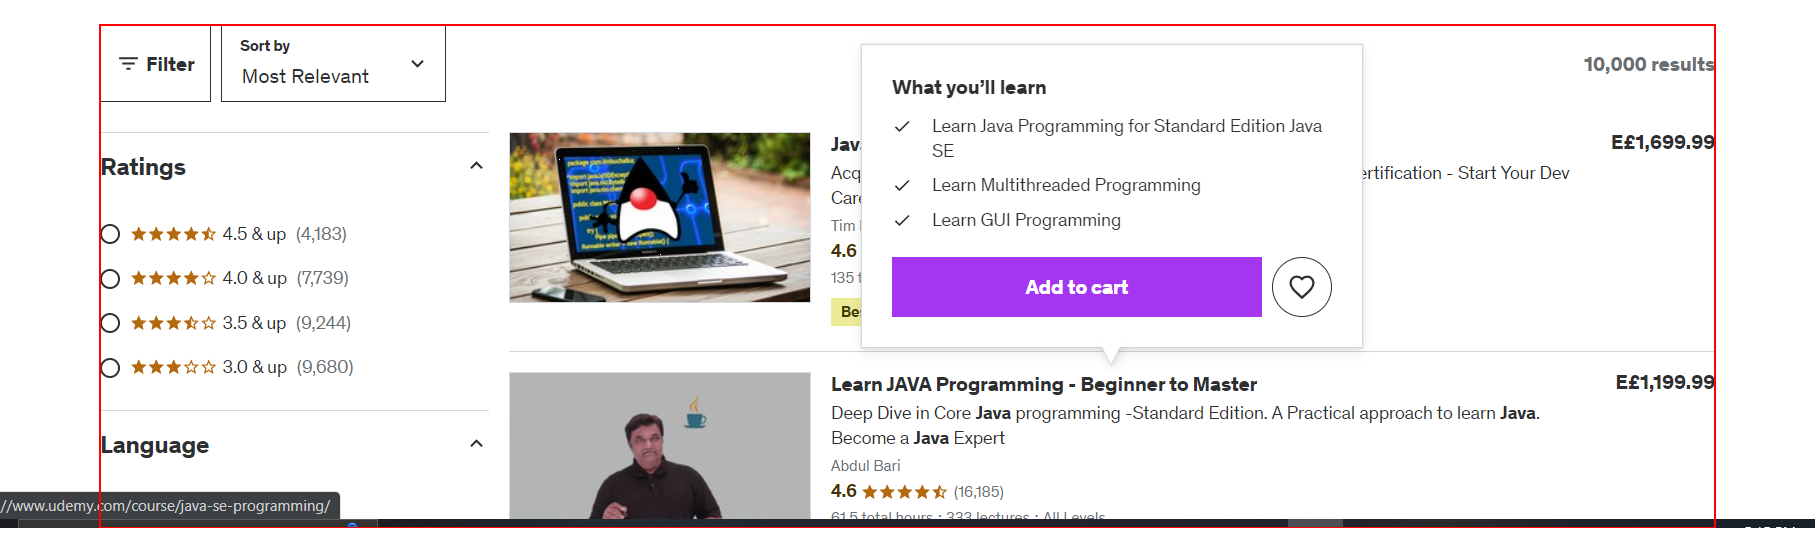 Filter
Sort by
Most Relevant
10,000 results
Ratings
4.5 & up (4,183)
4.0 & up (7,739)
3.5 & up (9,244)
3.0 & up (9,680)
Language
What you'll learn
Learn Java Programming for Standard Edition Java
SE
Learn Multithreaded Programming
Learn GUI Programming
Add to cart
E£1,699.99
ertification - Start Your Dev
Tim
4.6
135
Learn JAVA Programming - Beginner to Master
E£1,199.99
Deep Dive in Core Java programming -Standard Edition. A Practical approach to learn Java.
Become a Java Expert
Abdul Bari
4.6 (16,185)
61.5 total hours · 333 lectures · All Levels
//www.udemy.com/course/java-se-programming/